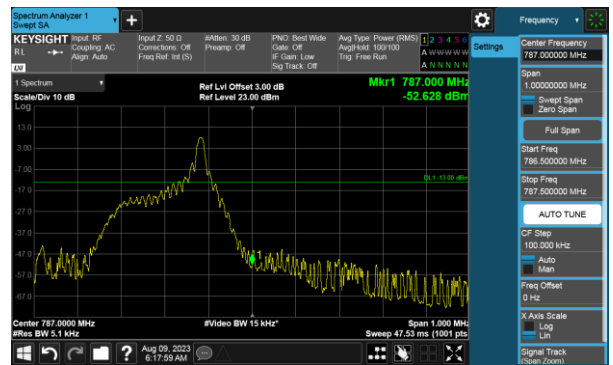 Spectrum Analyzer 1
Swept SA
Frequency
KEYSIGHT
RL
LXI
Input: RF
Coupling: AC
Align: Auto
Input Z: 50 Ω
Corrections: Off
Freq Ref: Int (S)
#Atten: 30 dB
Preamp: Off
PNO: Best Wide
Gate: Off
IF Gain: Low
Sig Track: Off
Avg Type: Power (RMS)
Avg|Hold: 100/100
Trig: Free Run
1 2 3 4 5 6
A W W W W W
A N N N N N
1 Spectrum
Scale/Div 10 dB
Log
Ref Lvl Offset 3.00 dB
Ref Level 23.00 dBm
Mkr1 787.000 MHz
-52.628 dBm
13.0
3.00
-7.00
-17.0
-27.0
-37.0
-47.0
-57.0
-67.0
DL1 -13.00 dBm
1
Center 787.0000 MHz
#Res BW 5.1 kHz
#Video BW 15 kHz*
Span 1.000 MHz
Sweep 47.53 ms (1001 pts
?
Aug 09, 2023
6:17:59 AM
Settings
Center Frequency
787.000000 MHz
Span
1.00000000 MHz
Swept Span
Zero Span
Full Span
Start Freq
786.500000 MHz
Stop Freq
787.500000 MHz
AUTO TUNE
CF Step
100.000 kHz
Auto
Man
Freq Offset
0 Hz
X Axis Scale
Log
Lin
Signal Track
(Span Zoom)